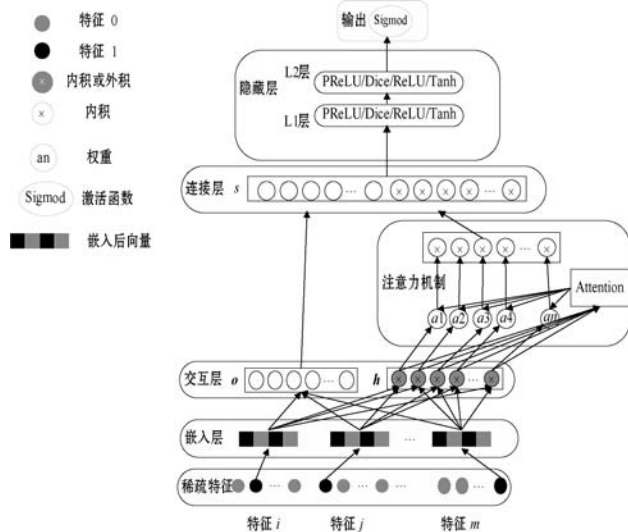 特征 0
特征 1
内积或外积
内积
an 权重
Sigmod 激活函数
嵌入后向量
输出 Sigmod
隐藏层
L2层 PReLU/Dice/ReLU/Tanh
L1层 PReLU/Dice/ReLU/Tanh
连接层 s ... ...
...
注意力机制
Attention
a1 a2 a3 a4 an
交互层 o ... h ...
嵌入层 ...
稀疏特征 ... ... ... ...
特征 i 特征 j 特征 m